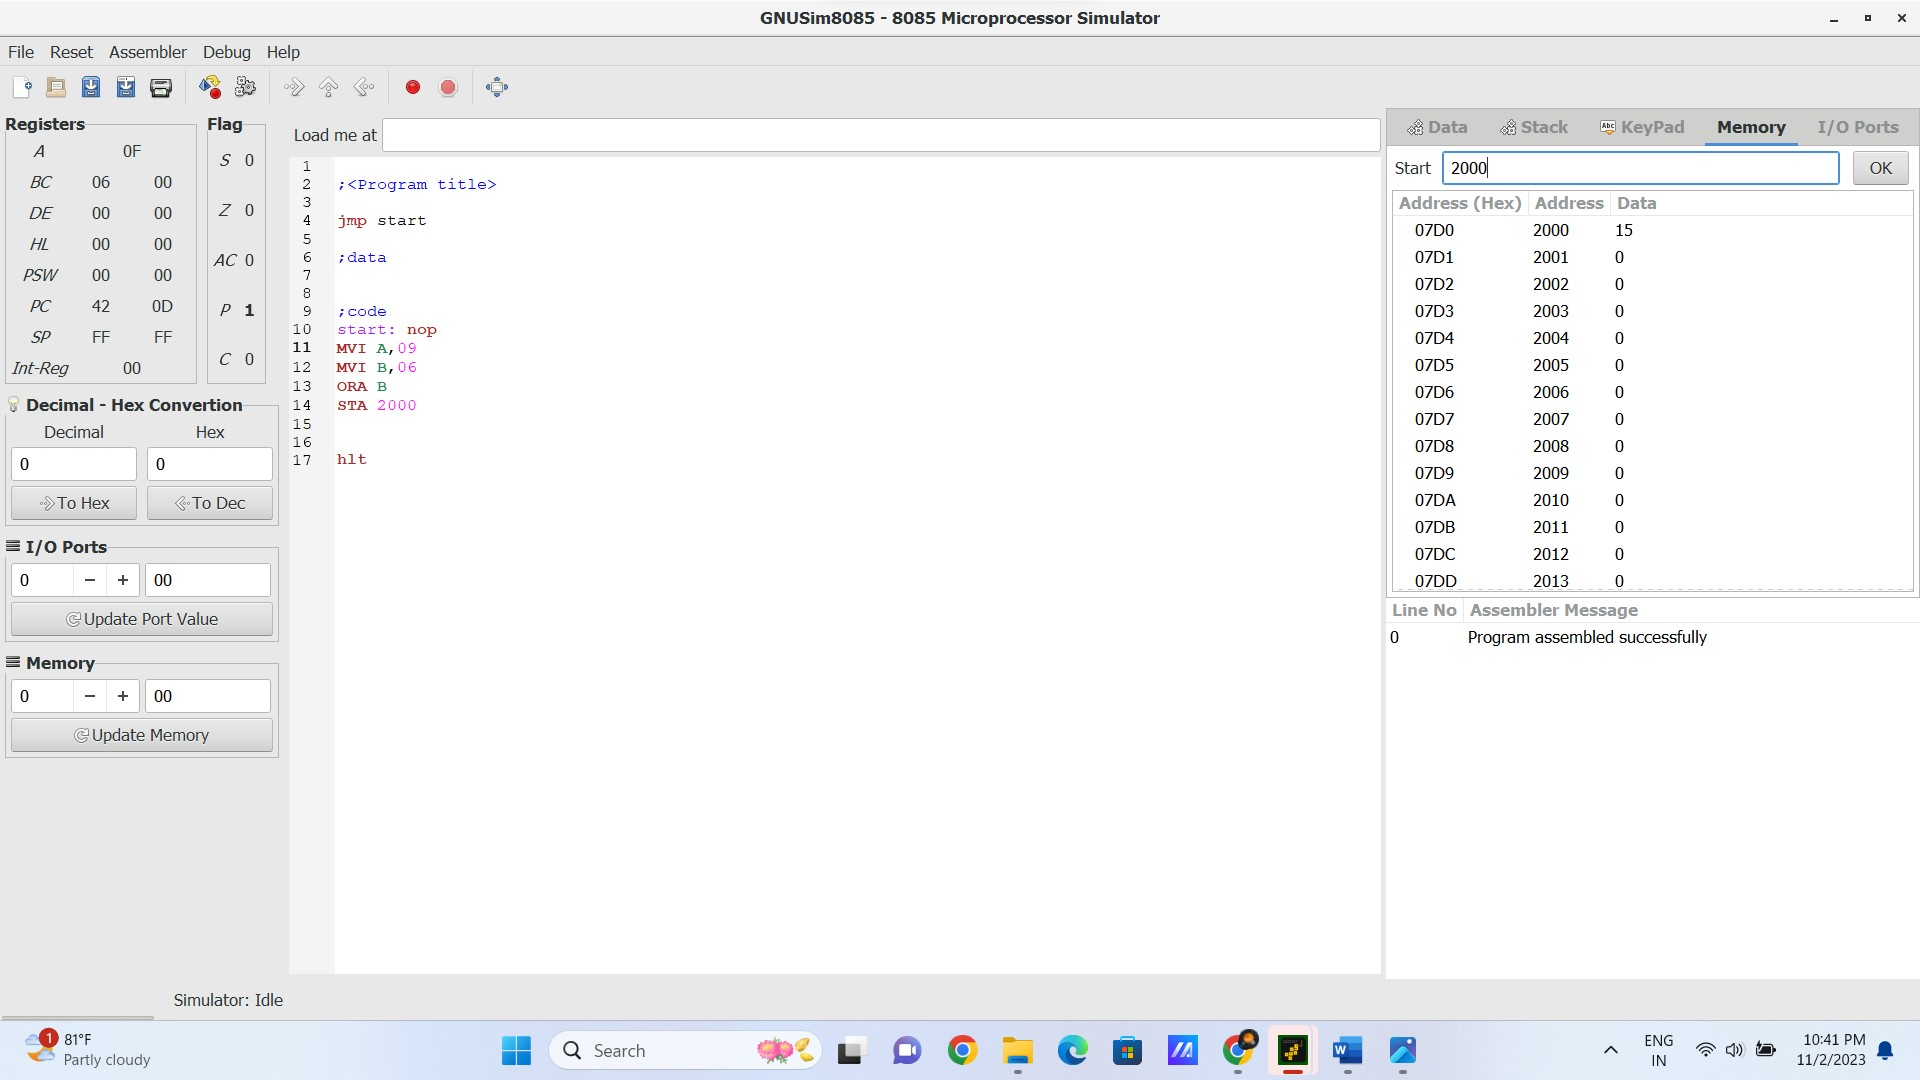 GNUSim8085 - 8085 Microprocessor Simulator
File Reset Assembler Debug Help
Registers
A 0F
BC 06 00
DE 00 00
HL 00 00
PSW 00 00
PC 42 0D
SP FF FF
Int-Reg 00
Flag
S 0
Z 0
AC 0
P 1
C 0
Decimal - Hex Convertion
Decimal Hex
0 0
To Hex To Dec
I/O Ports
0 − + 00
Update Port Value
Memory
0 − + 00
Update Memory
Load me at
1
2 ;<Program title>
3
4 jmp start
5
6 ;data
7
8
9 ;code
10 start: nop
11 MVI A,09
12 MVI B,06
13 ORA B
14 STA 2000
15
16
17 hlt
Data Stack Abc KeyPad Memory I/O Ports
Start 2000 OK
Address (Hex) Address Data
07D0 2000 15
07D1 2001 0
07D2 2002 0
07D3 2003 0
07D4 2004 0
07D5 2005 0
07D6 2006 0
07D7 2007 0
07D8 2008 0
07D9 2009 0
07DA 2010 0
07DB 2011 0
07DC 2012 0
07DD 2013 0
Line No Assembler Message
0 Program assembled successfully
Simulator: Idle
1 81°F
Partly cloudy
Search
W
ENG
IN
10:41 PM
11/2/2023